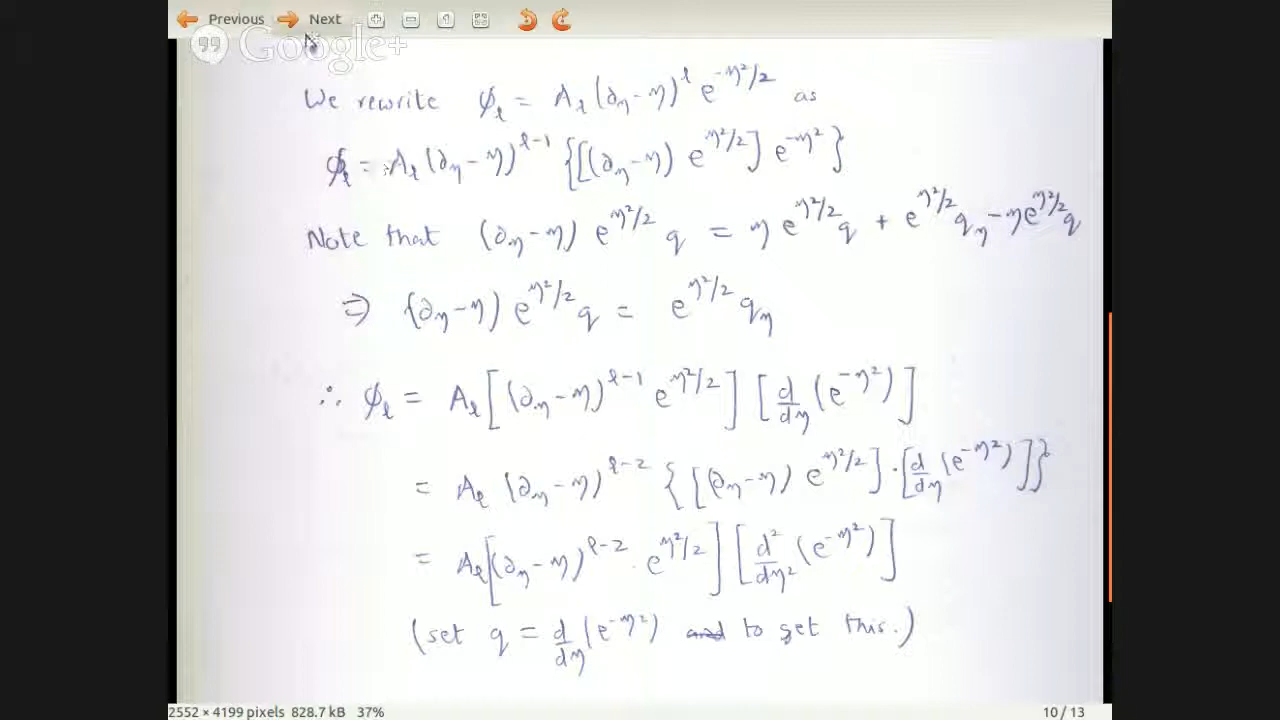 Previous Next
Google+
We rewrite φ_l = A_l (∂_η − η)^l e^{−η²/2} as
φ_l = A_l (∂_η − η)^{l−1} {[(∂_η − η) e^{η²/2}] e^{−η²}}
Note that (∂_η − η) e^{η²/2} q = η e^{η²/2} q + e^{η²/2} q_η − η e^{η²/2} q
⇒ (∂_η − η) e^{η²/2} q = e^{η²/2} q_η
∴ φ_l = A_l [(∂_η − η)^{l−1} e^{η²/2}] [d/dη (e^{−η²})]
= A_l (∂_η − η)^{l−2} {[(∂_η − η) e^{η²/2}] · [d/dη (e^{−η²})]}
= A_l [(∂_η − η)^{l−2} · e^{η²/2}] [d²/dη² (e^{−η²})]
(set q = d/dη (e^{−η²}) and to get this.)
2552 × 4199 pixels 828.7 kB 37% 10 / 13